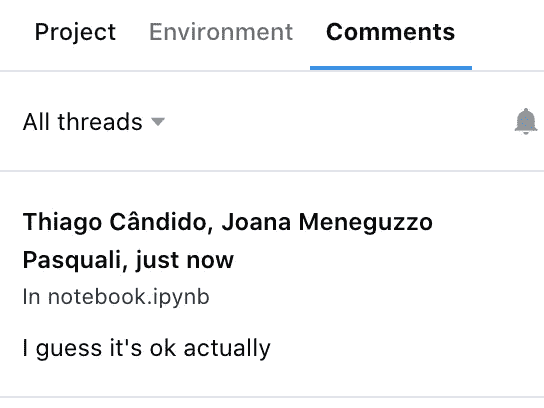 Project Environment Comments
All threads
Thiago Cândido, Joana Meneguzzo
Pasquali, just now
In notebook.ipynb
I guess it's ok actually